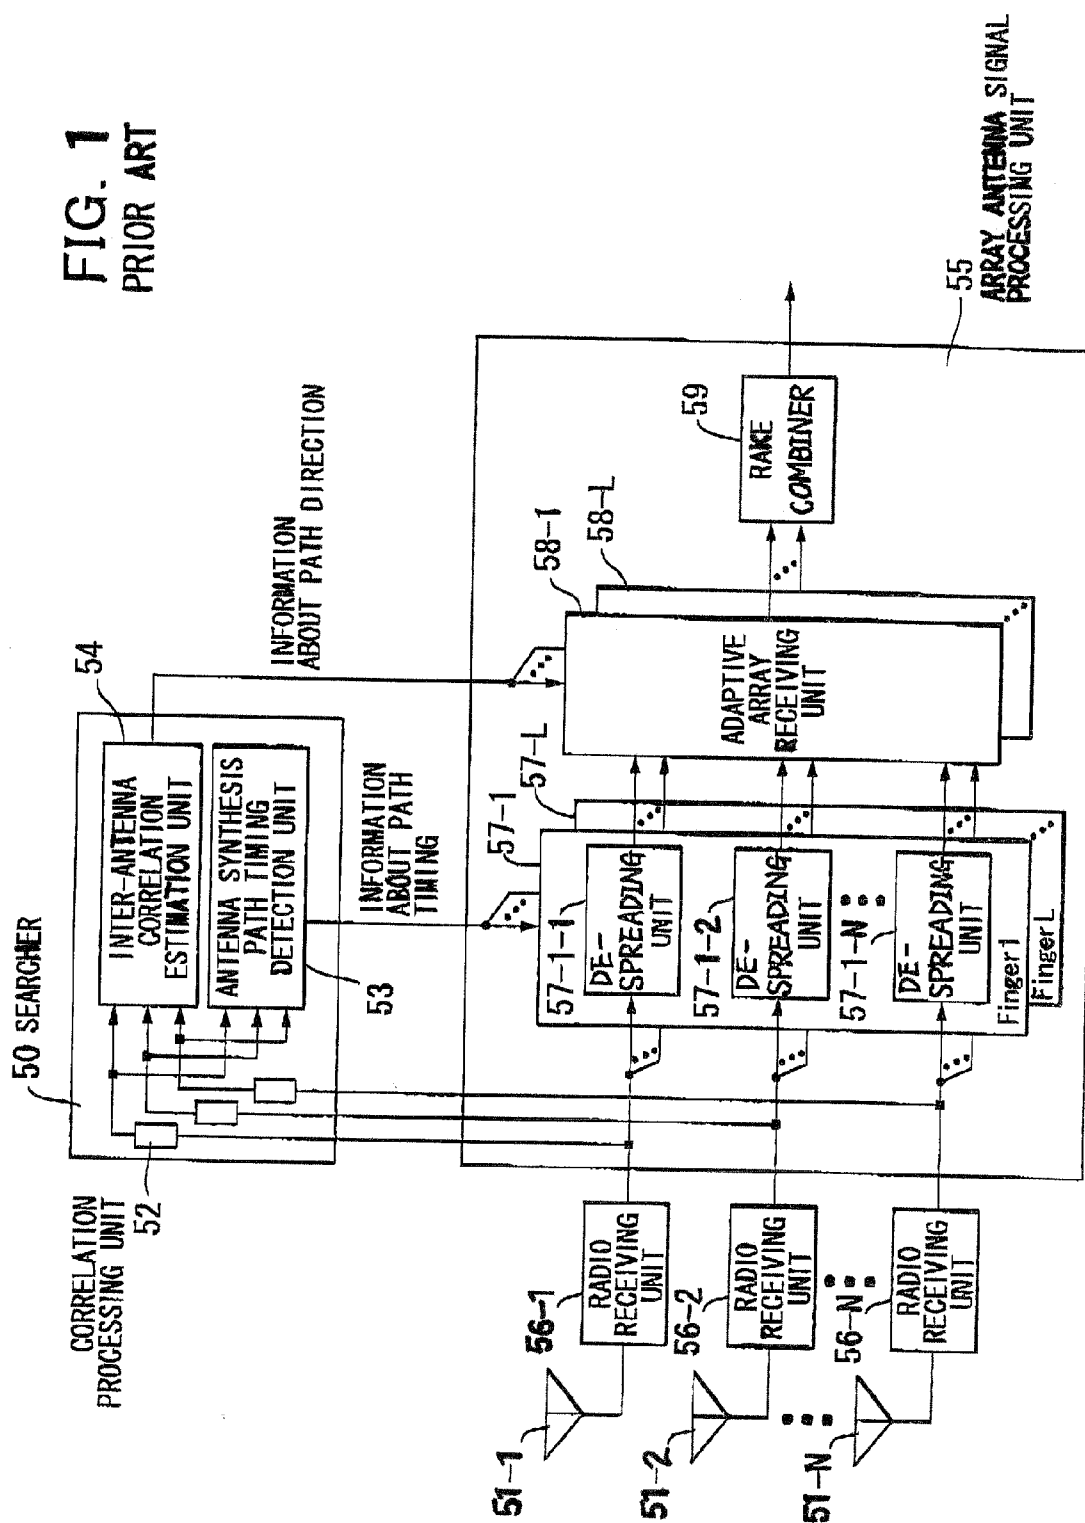 FIG. 1
PRIOR ART
50 SEARCHER
CORRELATION
PROCESSING UNIT
52
54
INTER-ANTENNA
CORRELATION
ESTIMATION UNIT
ANTENNA SYNTHESIS
PATH TIMING
DETECTION UNIT
53
INFORMATION
ABOUT PATH DIRECTION
INFORMATION
ABOUT PATH
TIMING
51-1
56-1
RADIO
RECEIVING
UNIT
51-2
56-2
RADIO
RECEIVING
UNIT
51-N
56-N
RADIO
RECEIVING
UNIT
57-1
57-L
57-1-1
DE-
SPREADING
UNIT
57-1-2
DE-
SPREADING
UNIT
57-1-N
DE-
SPREADING
UNIT
Finger1
FingerL
58-1
58-L
ADAPTIVE
ARRAY
RECEIVING
UNIT
59
RAKE
COMBINER
55
ARRAY ANTENNA SIGNAL
PROCESSING UNIT